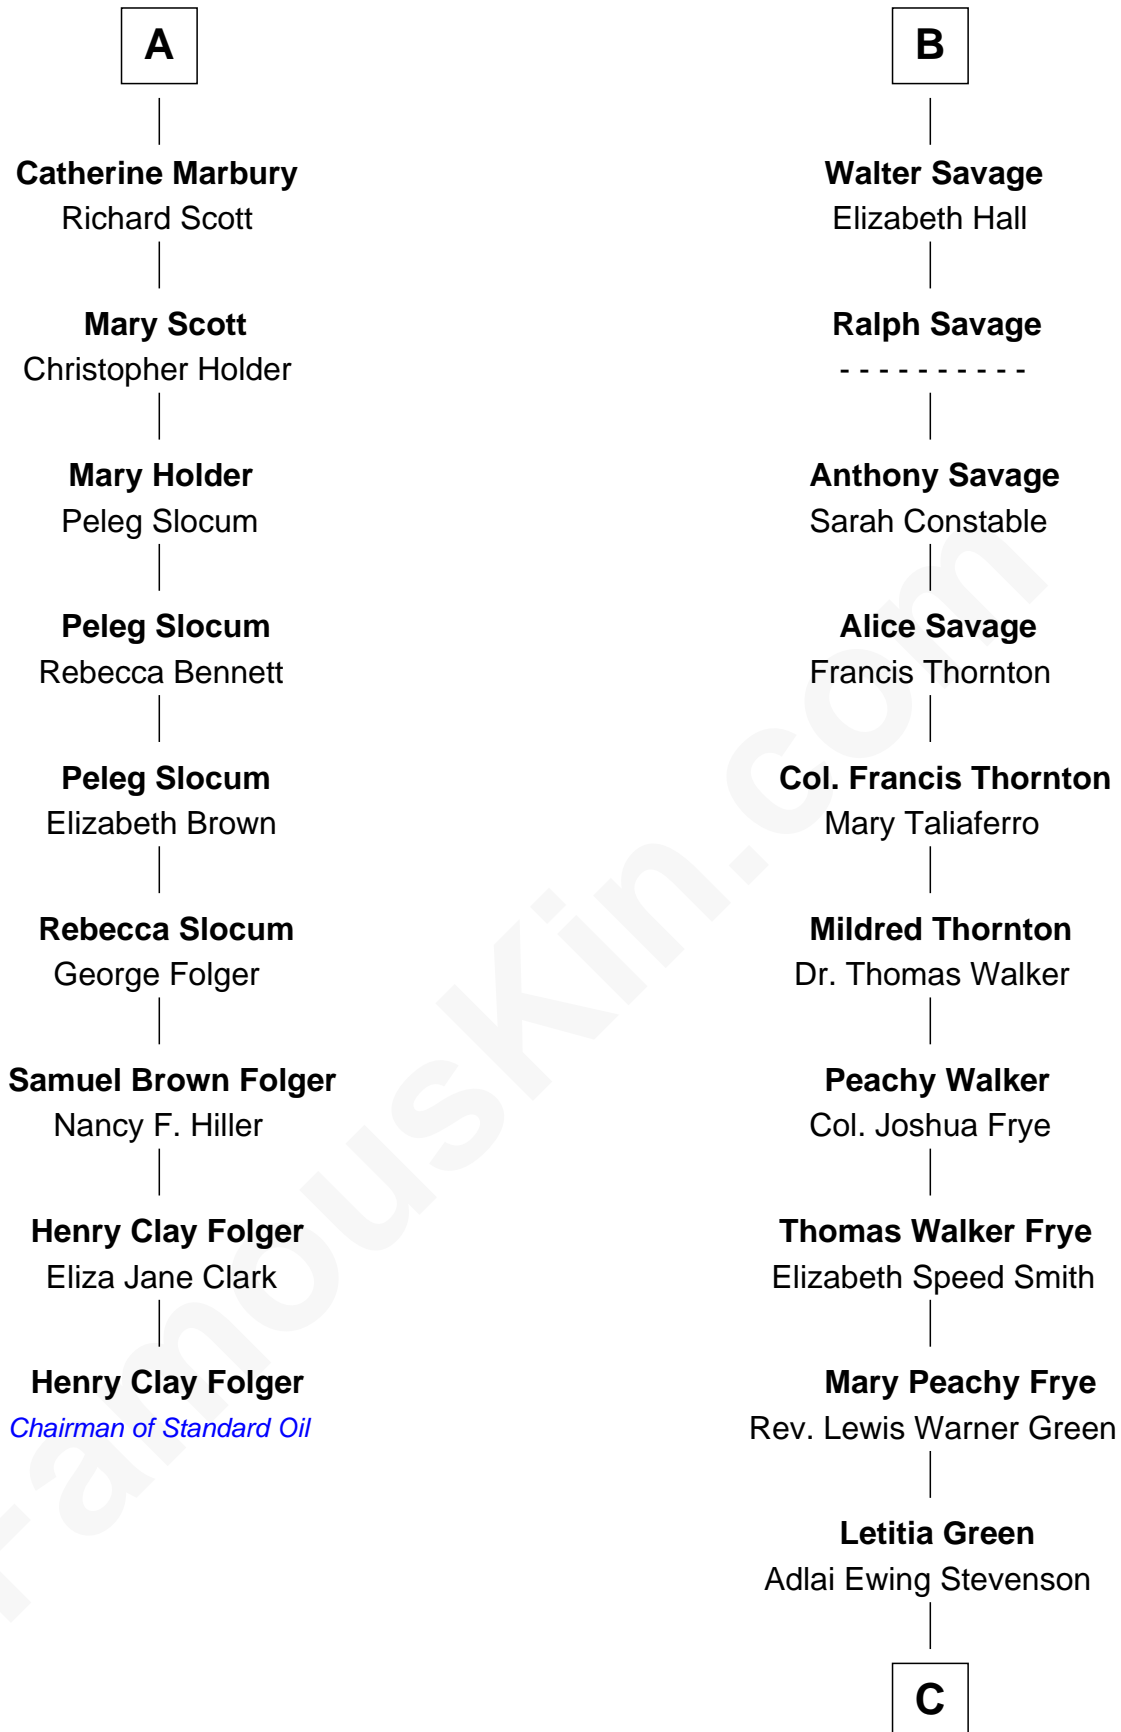 A
Catherine Marbury
Richard Scott
Mary Scott
Christopher Holder
Mary Holder
Peleg Slocum
Peleg Slocum
Rebecca Bennett
Peleg Slocum
Elizabeth Brown
Rebecca Slocum
George Folger
Samuel Brown Folger
Nancy F. Hiller
Henry Clay Folger
Eliza Jane Clark
Henry Clay Folger
Chairman of Standard Oil
B
Walter Savage
Elizabeth Hall
Ralph Savage
- - - - - - - - - -
Anthony Savage
Sarah Constable
Alice Savage
Francis Thornton
Col. Francis Thornton
Mary Taliaferro
Mildred Thornton
Dr. Thomas Walker
Peachy Walker
Col. Joshua Frye
Thomas Walker Frye
Elizabeth Speed Smith
Mary Peachy Frye
Rev. Lewis Warner Green
Letitia Green
Adlai Ewing Stevenson
C
FamousKin.com